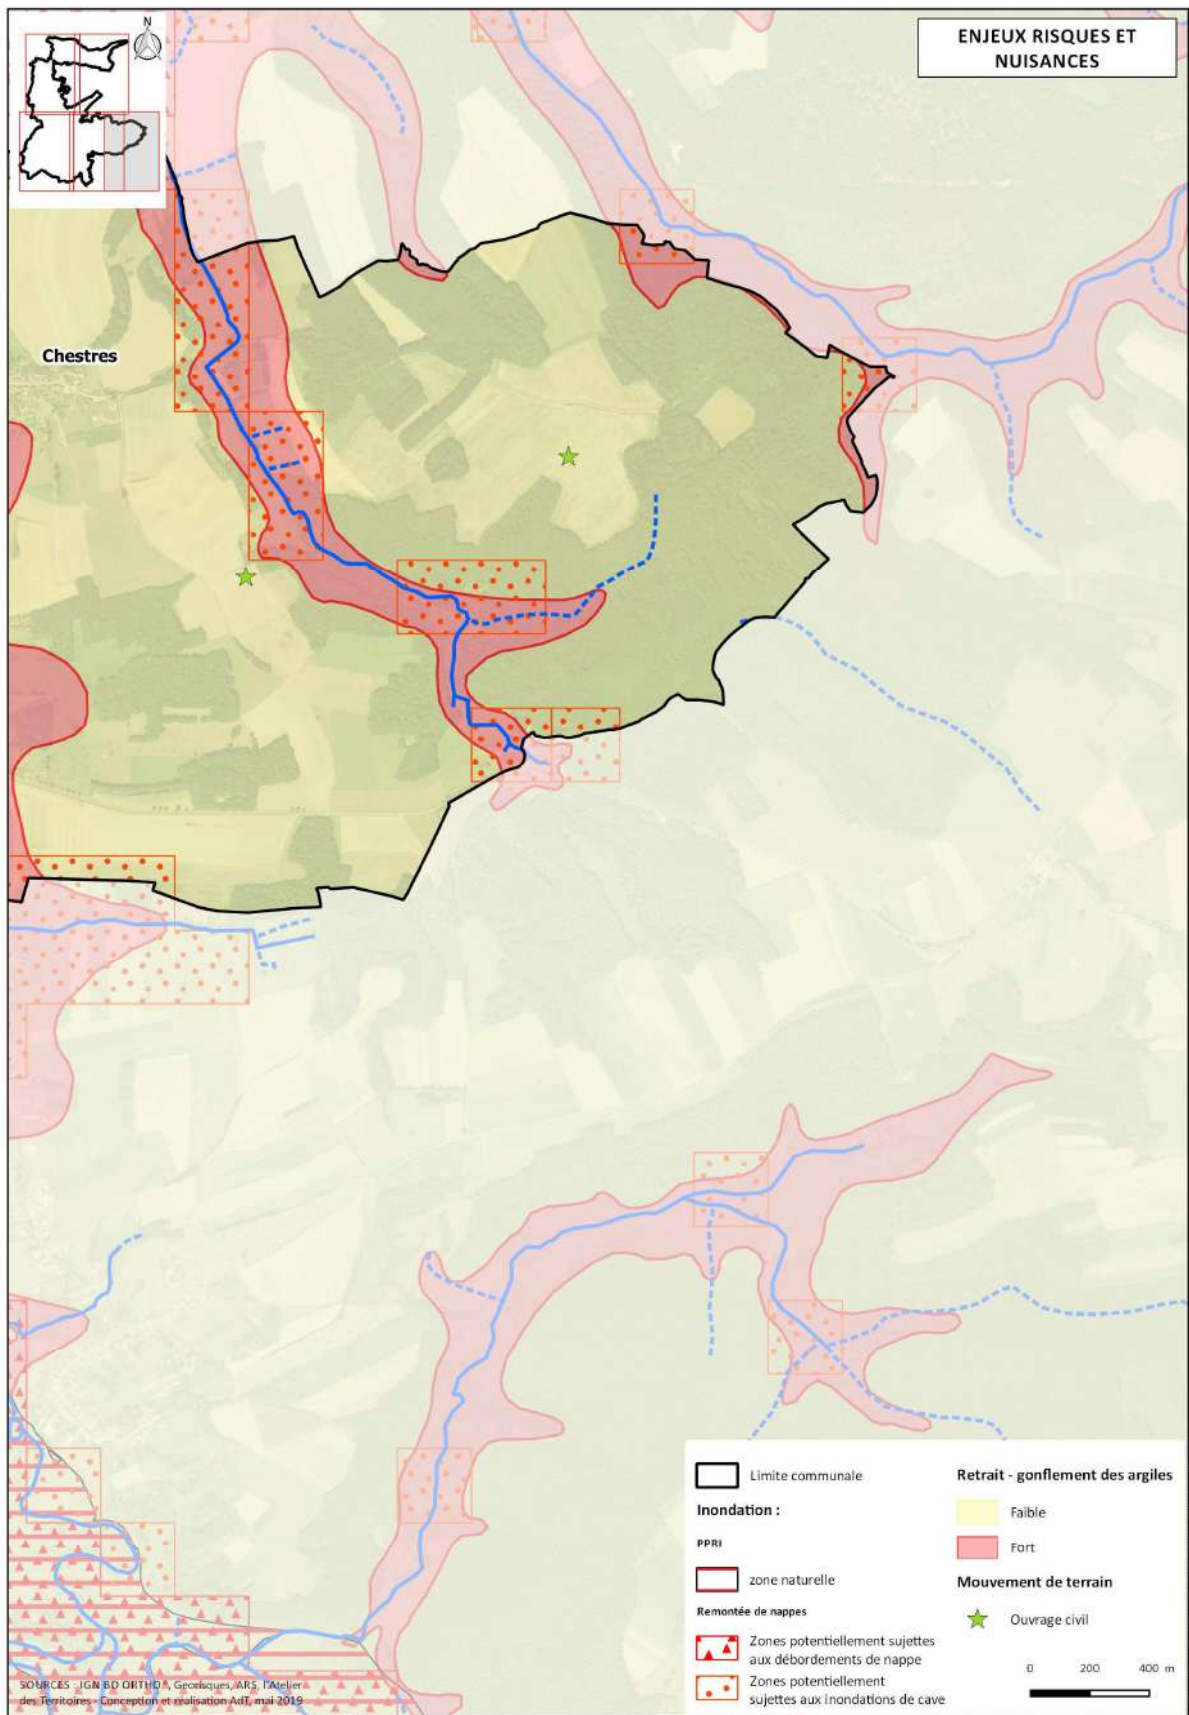 N
ENJEUX RISQUES ET
NUISANCES
Chestres
Limite communale
Inondation :
PPRI
zone naturelle
Remontée de nappes
Zones potentiellement sujettes
aux débordements de nappe
Zones potentiellement
sujettes aux inondations de cave
Retrait - gonflement des argiles
Faible
Fort
Mouvement de terrain
Ouvrage civil
0 200 400 m
SOURCES : IGN BD ORTHO®, Georisques, ARS, l'Atelier
des Territoires - Conception et réalisation AdT, mai 2019